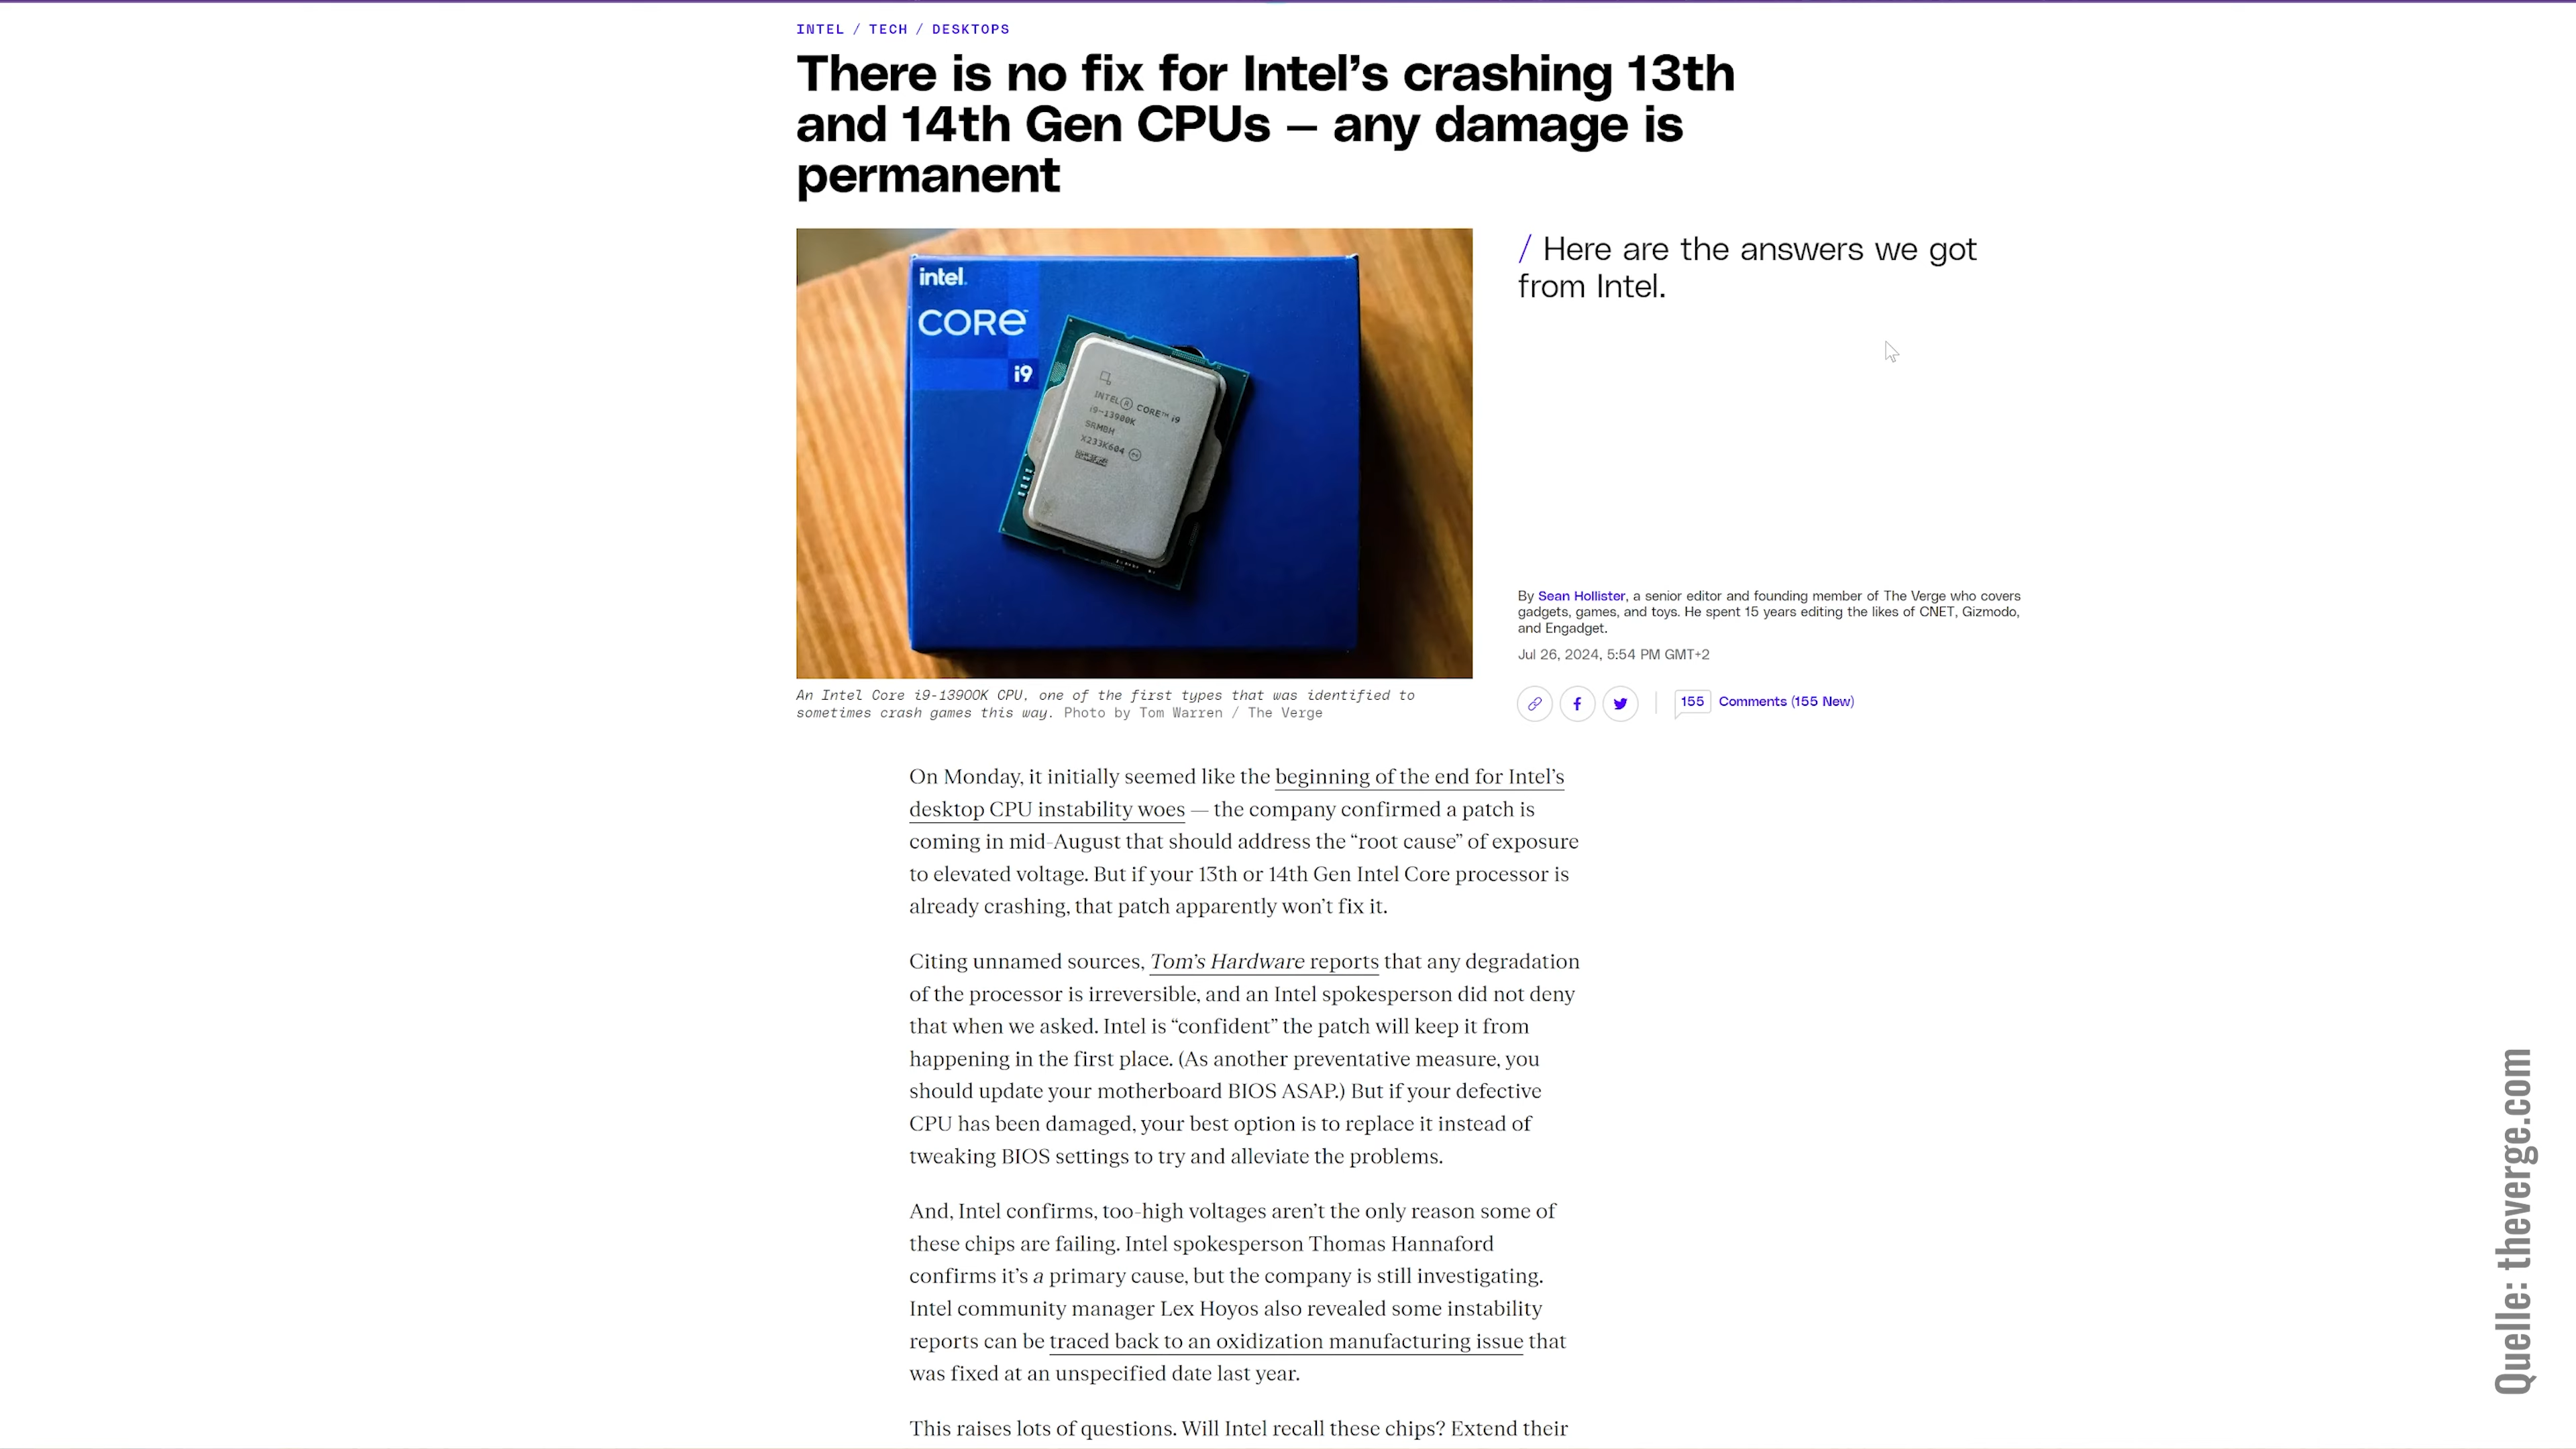 INTEL / TECH / DESKTOPS
There is no fix for Intel’s crashing 13th
and 14th Gen CPUs — any damage is
permanent
intel.
CORE
i9
INTEL® CORE™ i9
i9-13900K
SRMBH
X233K604
/ Here are the answers we got
from Intel.
By Sean Hollister, a senior editor and founding member of The Verge who covers
gadgets, games, and toys. He spent 15 years editing the likes of CNET, Gizmodo,
and Engadget.
Jul 26, 2024, 5:54 PM GMT+2
155 Comments (155 New)
An Intel Core i9-13900K CPU, one of the first types that was identified to
sometimes crash games this way. Photo by Tom Warren / The Verge
On Monday, it initially seemed like the beginning of the end for Intel’s
desktop CPU instability woes — the company confirmed a patch is
coming in mid-August that should address the “root cause” of exposure
to elevated voltage. But if your 13th or 14th Gen Intel Core processor is
already crashing, that patch apparently won’t fix it.
Citing unnamed sources, Tom’s Hardware reports that any degradation
of the processor is irreversible, and an Intel spokesperson did not deny
that when we asked. Intel is “confident” the patch will keep it from
happening in the first place. (As another preventative measure, you
should update your motherboard BIOS ASAP.) But if your defective
CPU has been damaged, your best option is to replace it instead of
tweaking BIOS settings to try and alleviate the problems.
And, Intel confirms, too-high voltages aren’t the only reason some of
these chips are failing. Intel spokesperson Thomas Hannaford
confirms it’s a primary cause, but the company is still investigating.
Intel community manager Lex Hoyos also revealed some instability
reports can be traced back to an oxidization manufacturing issue that
was fixed at an unspecified date last year.
This raises lots of questions. Will Intel recall these chips? Extend their
Quelle: theverge.com